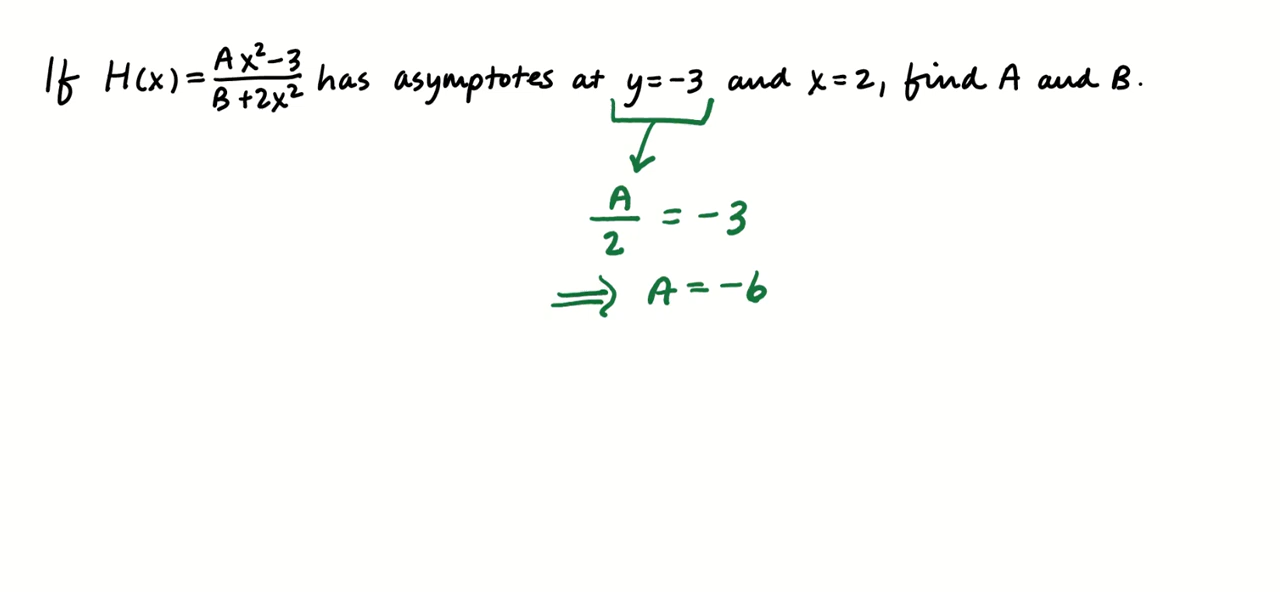 If H(x) = (Ax² - 3)/(B + 2x²) has asymptotes at y = -3 and x = 2, find A and B.
A/2 = -3
⟹ A = -6